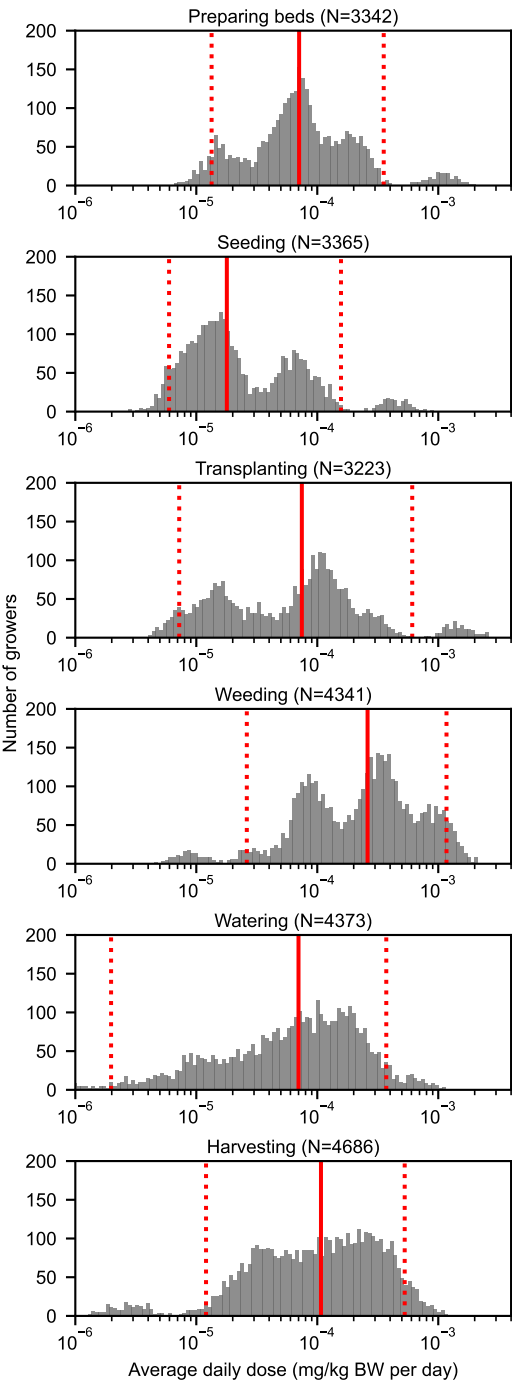 Preparing beds (N=3342)
200
150
100
50
0
10⁻⁶ 10⁻⁵ 10⁻⁴ 10⁻³
Seeding (N=3365)
200
150
100
50
0
10⁻⁶ 10⁻⁵ 10⁻⁴ 10⁻³
Transplanting (N=3223)
200
150
100
50
0
10⁻⁶ 10⁻⁵ 10⁻⁴ 10⁻³
Number of growers
Weeding (N=4341)
200
150
100
50
0
10⁻⁶ 10⁻⁵ 10⁻⁴ 10⁻³
Watering (N=4373)
200
150
100
50
0
10⁻⁶ 10⁻⁵ 10⁻⁴ 10⁻³
Harvesting (N=4686)
200
150
100
50
0
10⁻⁶ 10⁻⁵ 10⁻⁴ 10⁻³
Average daily dose (mg/kg BW per day)